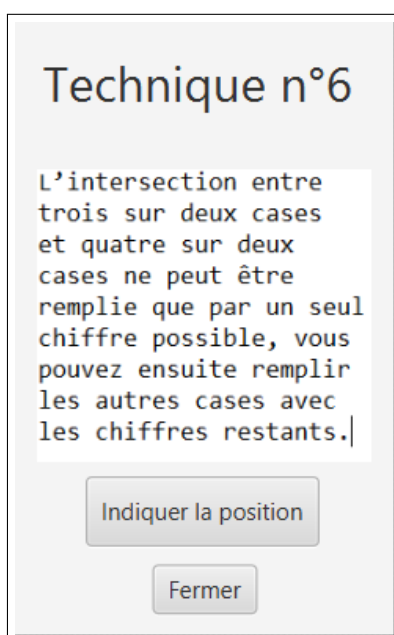 Technique n°6
L’intersection entre
trois sur deux cases
et quatre sur deux
cases ne peut être
remplie que par un seul
chiffre possible, vous
pouvez ensuite remplir
les autres cases avec
les chiffres restants.
Indiquer la position
Fermer